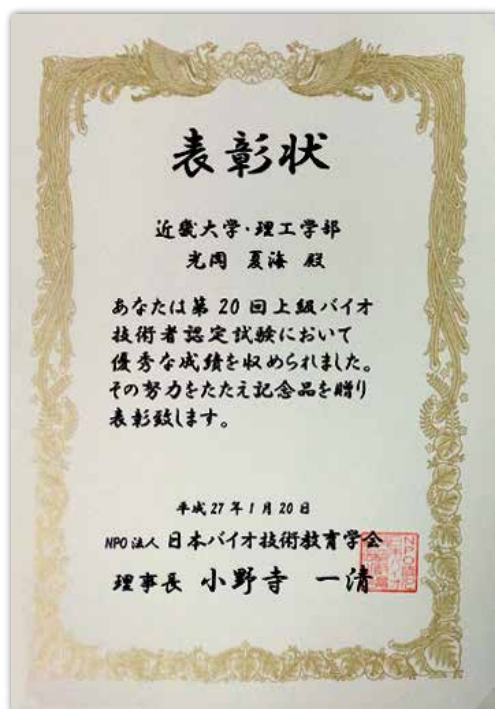 表彰状
近畿大学・理工学部
光岡 夏海 殿
あなたは第20回上級バイオ
技術者認定試験において
優秀な成績を収められました。
その努力をたたえ記念品を贈り
表彰致します。
平成27年1月20日
NPO法人 日本バイオ技術教育学会
理事長 小野寺 一清